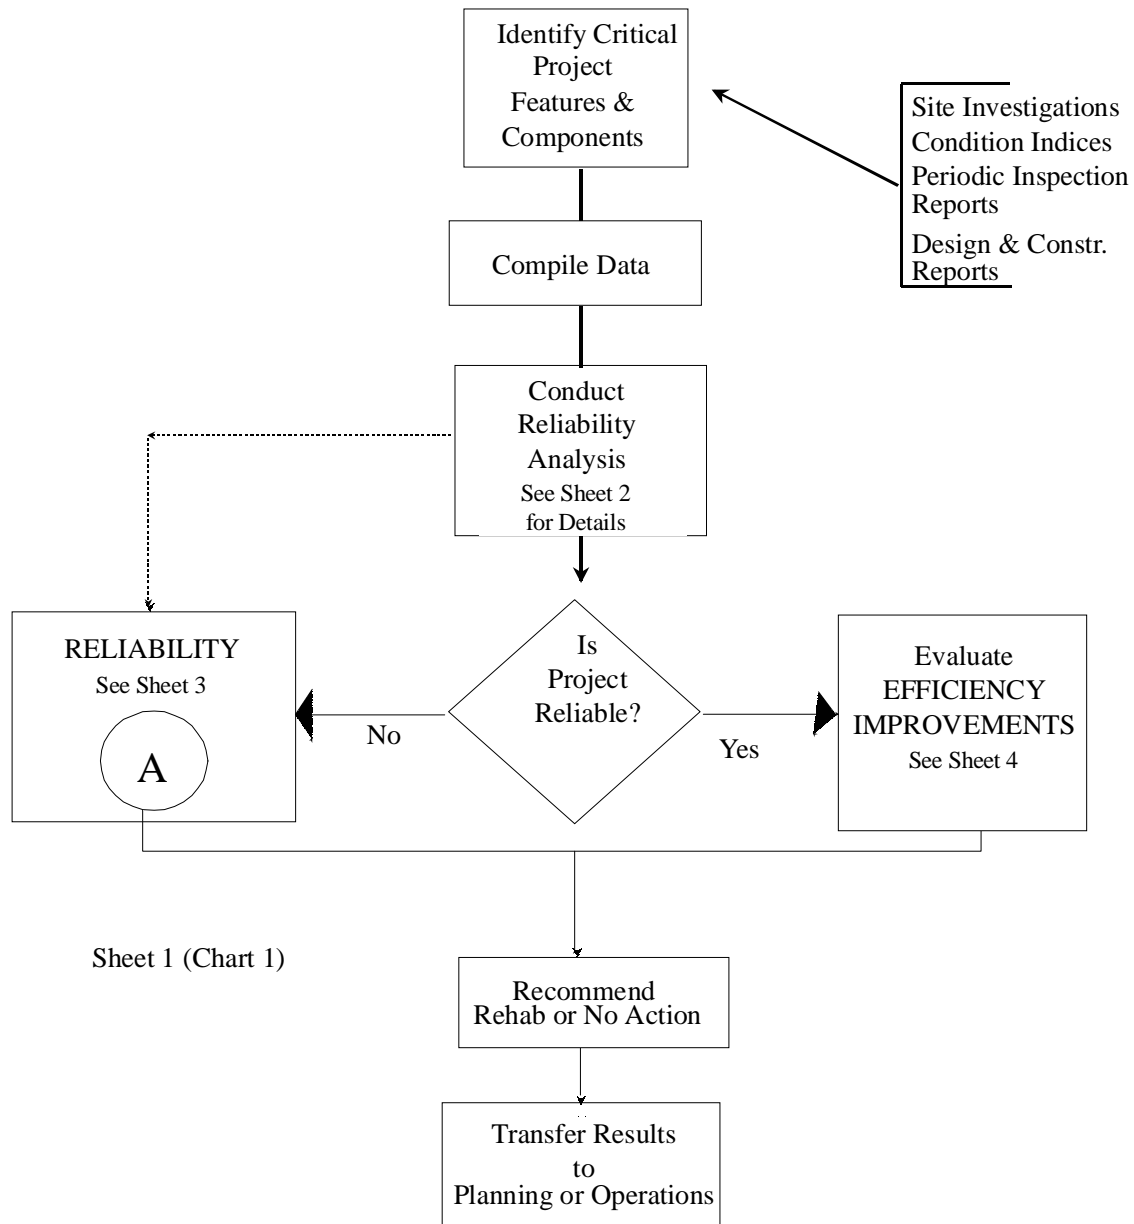 Identify Critical
Project
Features &
Components
Site Investigations
Condition Indices
Periodic Inspection
Reports
Design & Constr.
Reports
Compile Data
Conduct
Reliability
Analysis
See Sheet 2
for Details
RELIABILITY
See Sheet 3
A
No
Is
Project
Reliable?
Yes
Evaluate
EFFICIENCY
IMPROVEMENTS
See Sheet 4
Sheet 1 (Chart 1)
Recommend
Rehab or No Action
Transfer Results
to
Planning or Operations